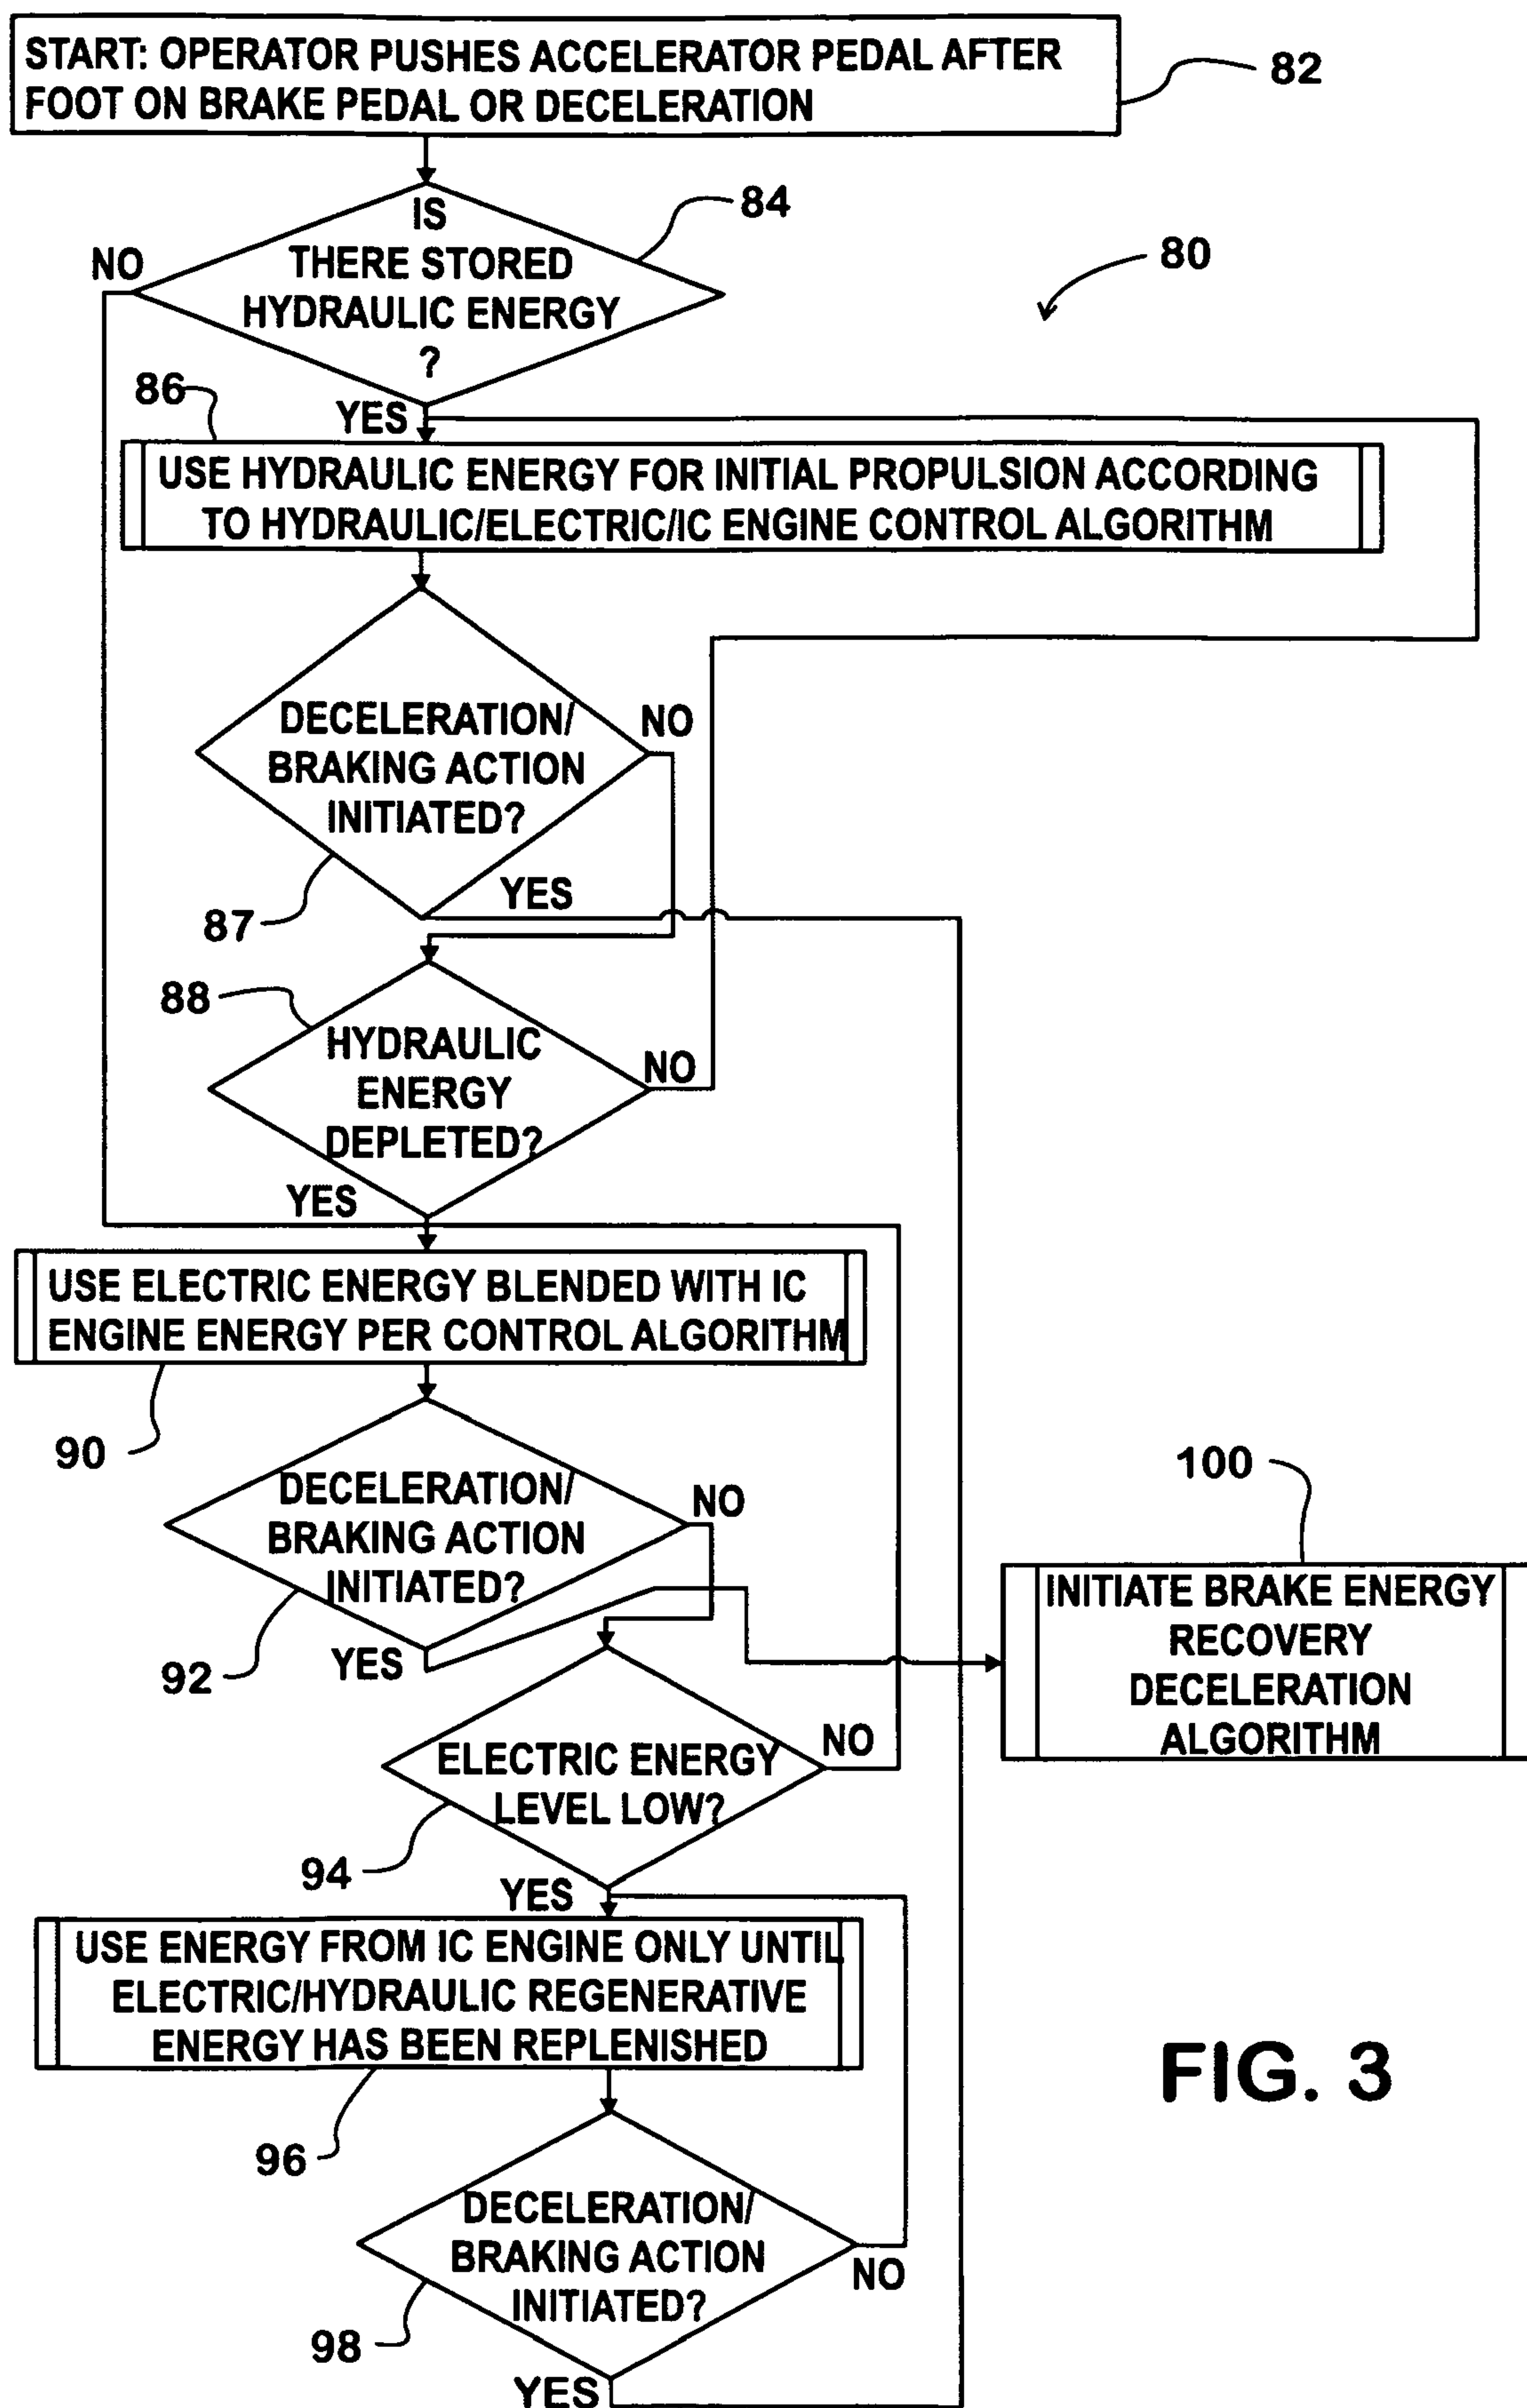 START: OPERATOR PUSHES ACCELERATOR PEDAL AFTER
FOOT ON BRAKE PEDAL OR DECELERATION
82
IS
THERE STORED
HYDRAULIC ENERGY
?
84
NO
80
86
YES
USE HYDRAULIC ENERGY FOR INITIAL PROPULSION ACCORDING
TO HYDRAULIC/ELECTRIC/IC ENGINE CONTROL ALGORITHM
DECELERATION/
BRAKING ACTION
INITIATED?
NO
YES
87
88
HYDRAULIC
ENERGY
DEPLETED?
NO
YES
USE ELECTRIC ENERGY BLENDED WITH IC
ENGINE ENERGY PER CONTROL ALGORITHM
90
DECELERATION/
BRAKING ACTION
INITIATED?
NO
YES
92
100
INITIATE BRAKE ENERGY
RECOVERY
DECELERATION
ALGORITHM
ELECTRIC ENERGY
LEVEL LOW?
NO
94
YES
USE ENERGY FROM IC ENGINE ONLY UNTIL
ELECTRIC/HYDRAULIC REGENERATIVE
ENERGY HAS BEEN REPLENISHED
96
FIG. 3
DECELERATION/
BRAKING ACTION
INITIATED?
NO
98
YES